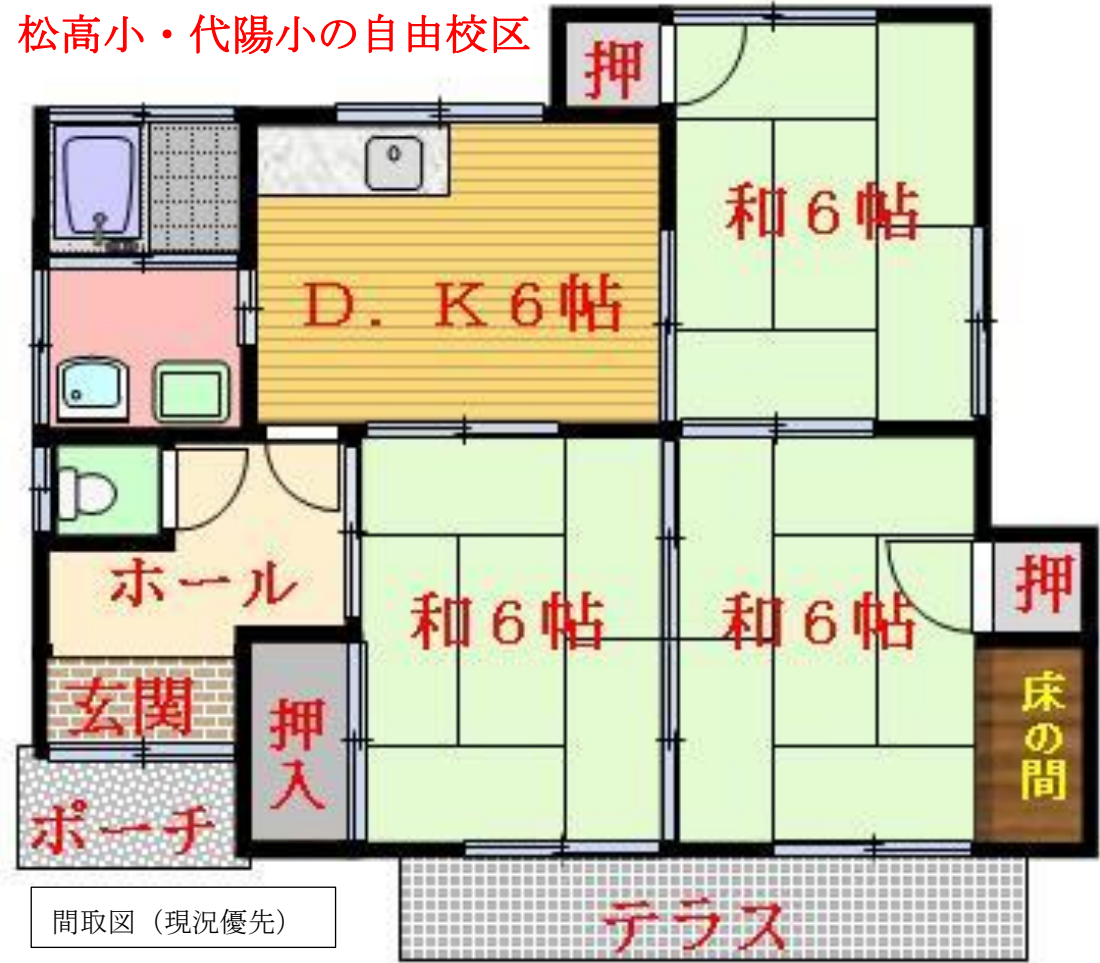 松高小・代陽小の自由校区
押
和6帖
D. K6帖
ホール
和6帖
和6帖
押
玄関
押入
床の間
ポーチ
テラス
間取図（現況優先）